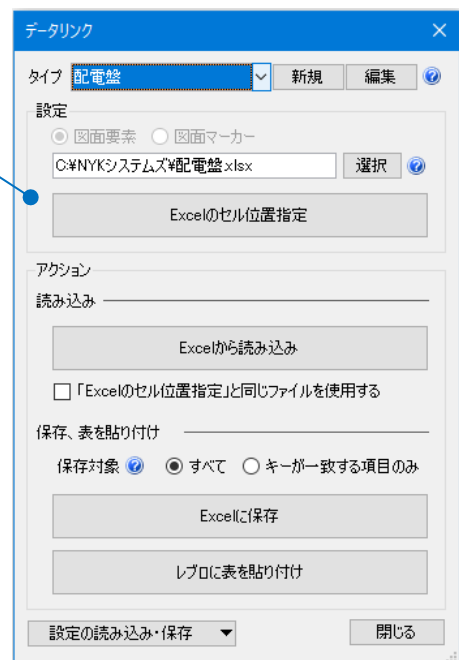 データリンク
タイプ 配電盤 新規 編集
設定
図面要素 図面マーカー
C:¥NYKシステムズ¥配電盤.xlsx 選択
Excelのセル位置指定
アクション
読み込み
Excelから読み込み
「Excelのセル位置指定」と同じファイルを使用する
保存、表を貼り付け
保存対象 すべて キーが一致する項目のみ
Excelに保存
レブロに表を貼り付け
設定の読み込み・保存 閉じる